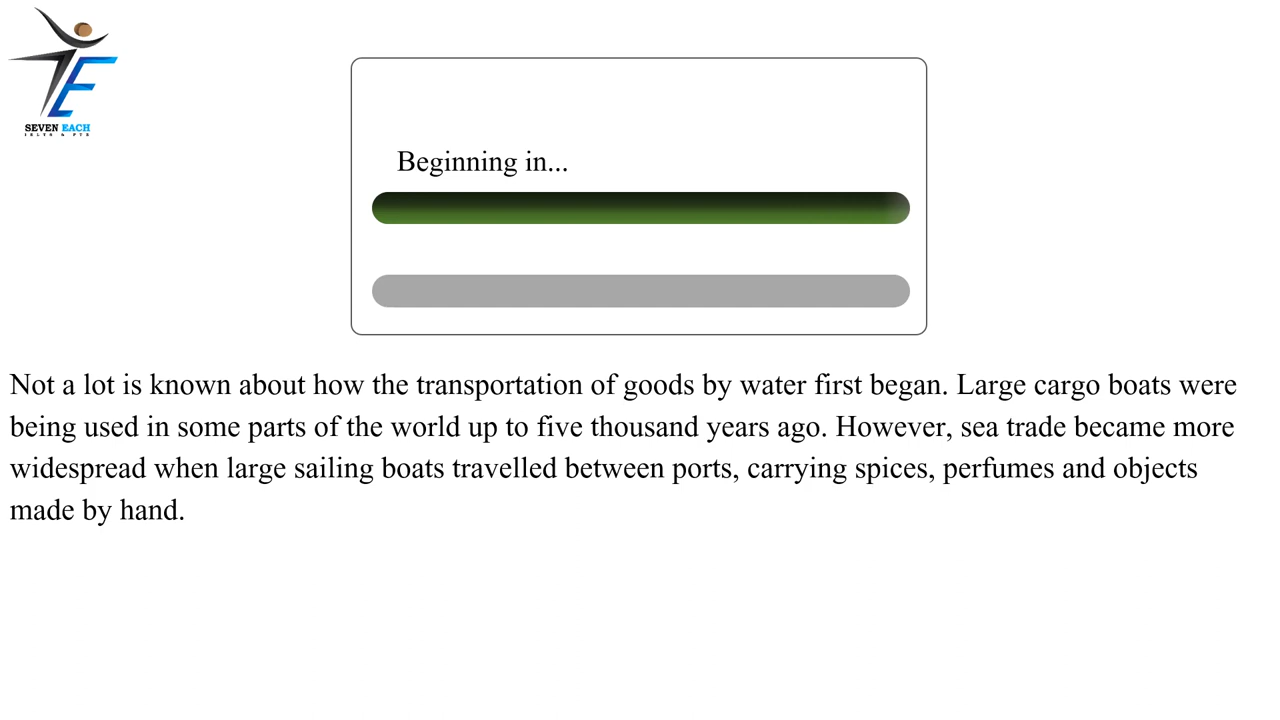 SEVEN EACH
IELTS & PTE
Beginning in...
Not a lot is known about how the transportation of goods by water first began. Large cargo boats were
being used in some parts of the world up to five thousand years ago. However, sea trade became more
widespread when large sailing boats travelled between ports, carrying spices, perfumes and objects
made by hand.